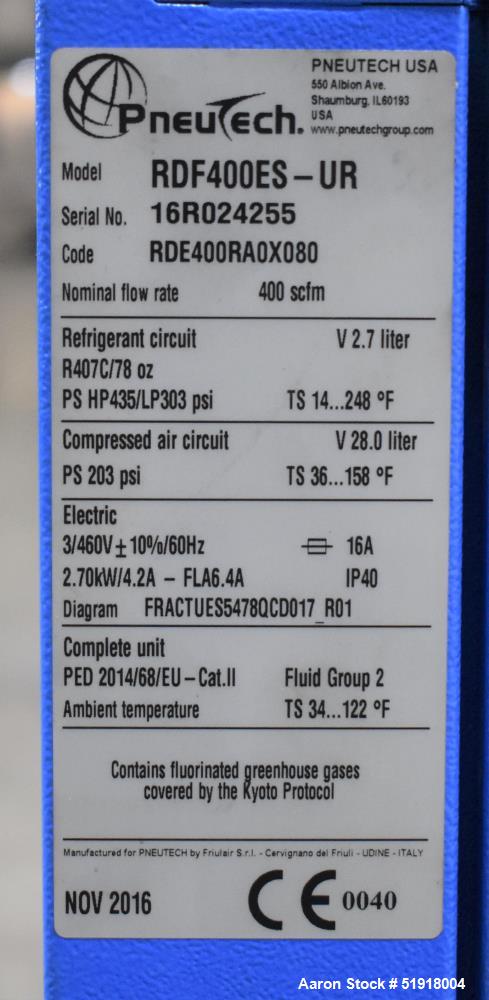 PNEUTECH USA
550 Albion Ave.
Shaumburg, IL60193
USA
www.pneutechgroup.com
PneuTech.
Model RDF400ES-UR
Serial No. 16R024255
Code RDE400RA0X080
Nominal flow rate 400 scfm
Refrigerant circuit V 2.7 liter
R407C/78 oz
PS HP435/LP303 psi TS 14...248 ºF
Compressed air circuit V 28.0 liter
PS 203 psi TS 36...158 ºF
Electric
3/460V±10%/60Hz 16A
2.70kW/4.2A - FLA6.4A IP40
Diagram FRACTUES5478QCD017_R01
Complete unit
PED 2014/68/EU-Cat.II Fluid Group 2
Ambient temperature TS 34...122 ºF
Contains fluorinated greenhouse gases
covered by the Kyoto Protocol
Manufactured for PNEUTECH by Friulair S.r.l. - Cervignano del Friuli - UDINE - ITALY
NOV 2016 CE 0040
Aaron Stock # 51918004